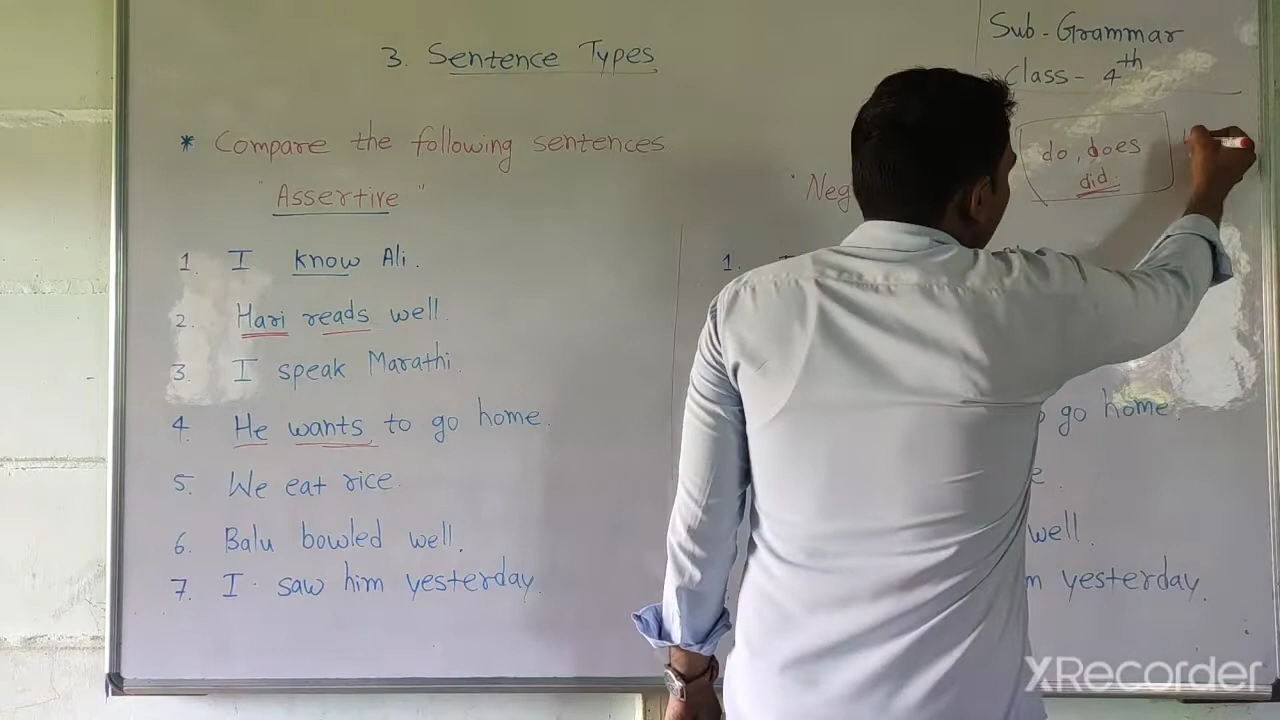 Sub - Grammar
Class - 4th
3. Sentence Types
* Compare the following sentences
"Assertive"
1. I know Ali.
2. Hari reads well.
3. I speak Marathi.
4. He wants to go home.
5. We eat rice.
6. Balu bowled well.
7. I saw him yesterday.
do, does
did.
"Neg
1.
go home.
well
yesterday.
XRecorder